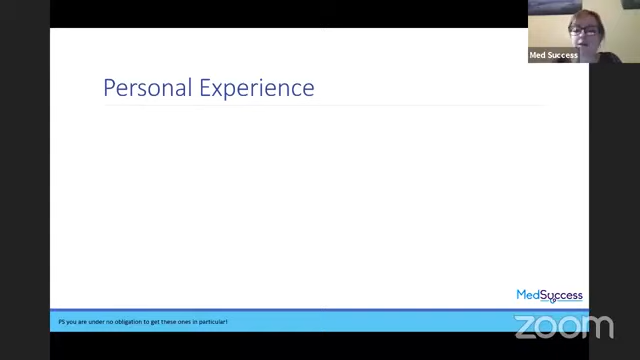 Med Success
Personal Experience
MedSuccess
PS you are under no obligation to get these ones in particular!
zoom